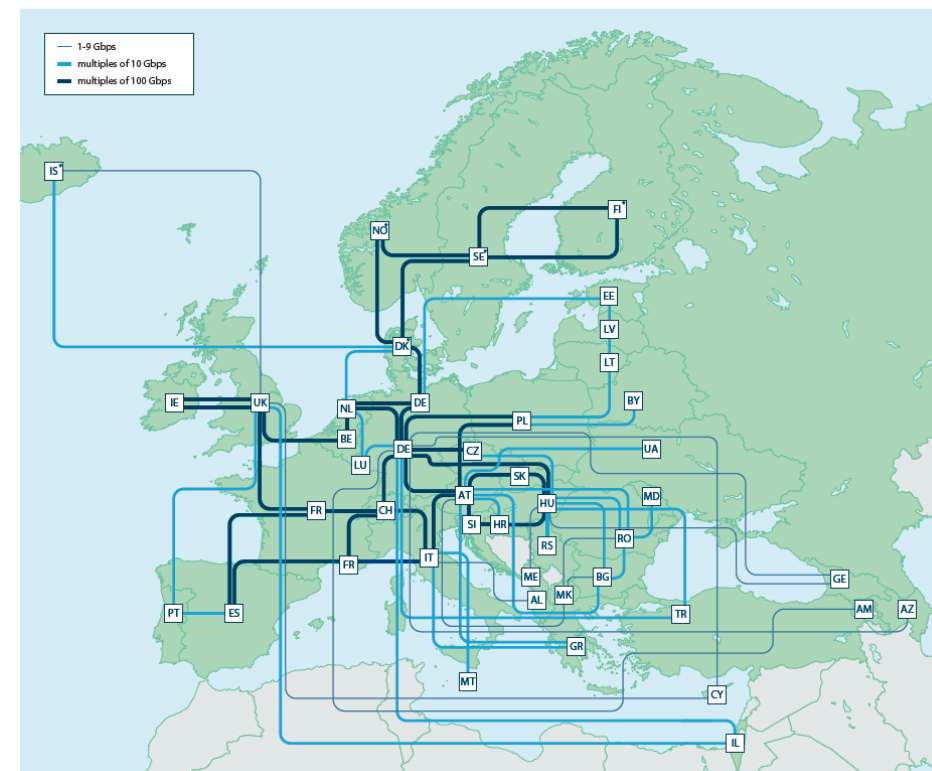 1-9 Gbps
multiples of 10 Gbps
multiples of 100 Gbps
IS*
FI*
NO*
SE*
EE
LV
DK*
LT
IE
UK
NL
DE
BY
PL
BE
DE
CZ
UA
LU
SK
AT
HU
MD
FR
CH
SI
HR
RO
RS
IT
FR
ME
BG
GE
MK
AL
PT
ES
TR
AM
AZ
GR
MT
CY
IL